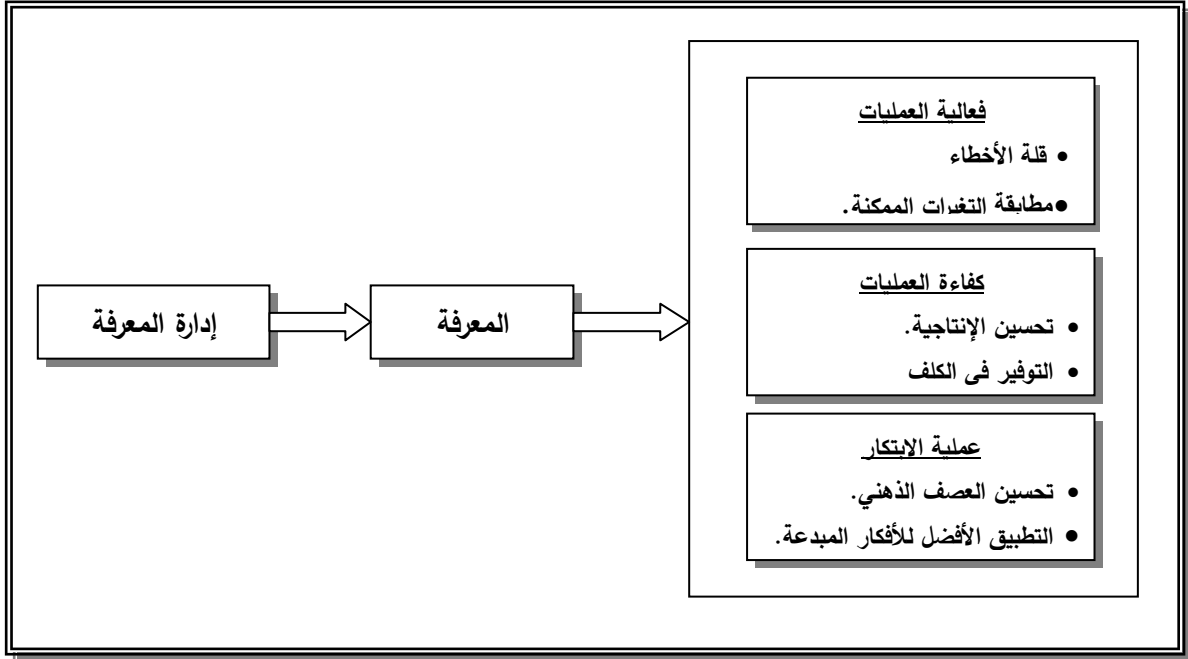 إدارة المعرفة
المعرفة
فعالية العمليات
• قلة الأخطاء
•مطابقة التغيرات الممكنة.
كفاءة العمليات
• تحسين الإنتاجية.
• التوفير فى الكلف
عملية الابتكار
• تحسين العصف الذهني.
• التطبيق الأفضل للأفكار المبدعة.